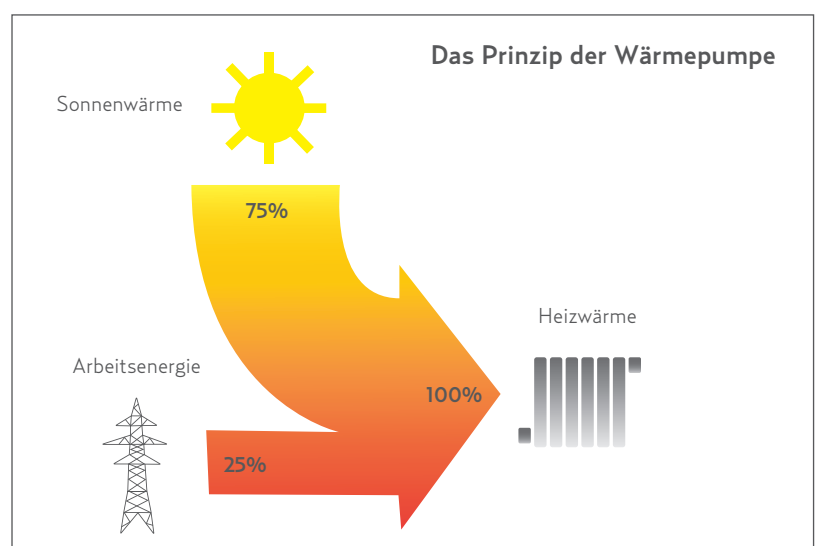 Das Prinzip der Wärmepumpe
Sonnenwärme
75%
Heizwärme
Arbeitsenergie
100%
25%